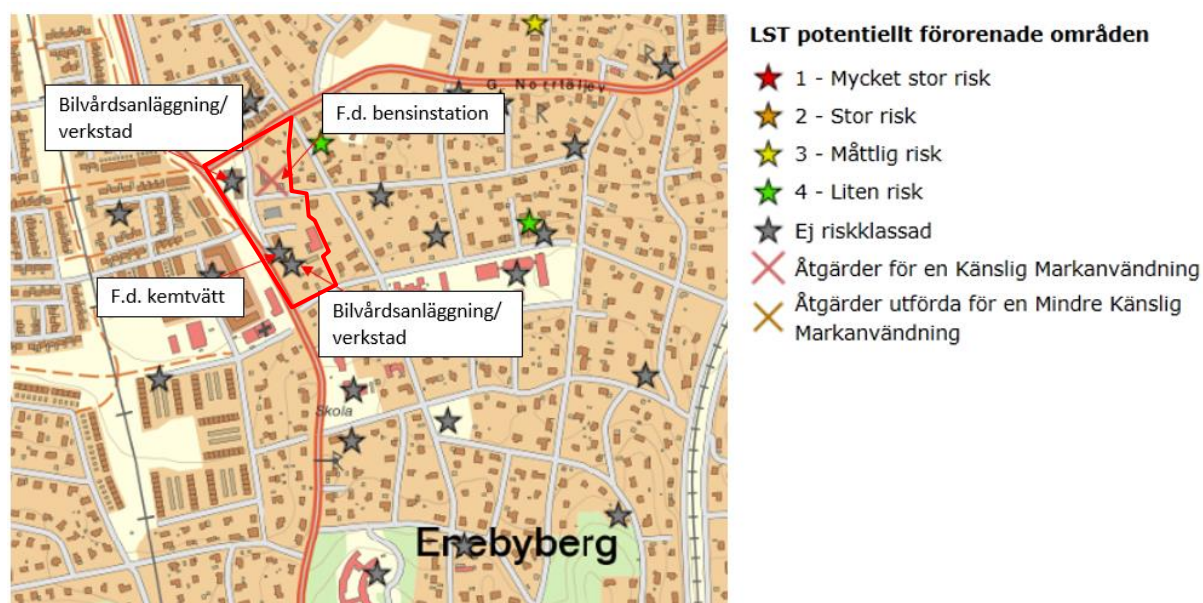 Bilvårdsanläggning/
verkstad
F.d. bensinstation
G. Norrtäljev
F.d. kemtvätt
Bilvårdsanläggning/
verkstad
Skola
Enebyberg
LST potentiellt förorenade områden
1 - Mycket stor risk
2 - Stor risk
3 - Måttlig risk
4 - Liten risk
Ej riskklassad
Åtgärder för en Känslig Markanvändning
Åtgärder utförda för en Mindre Känslig
Markanvändning